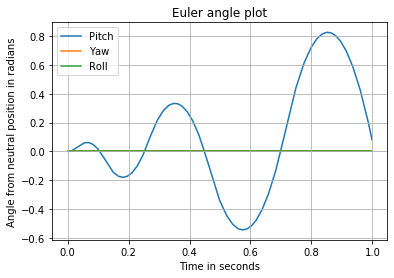 Euler angle plot
Pitch
Yaw
Roll
Angle from neutral position in radians
0.8
0.6
0.4
0.2
0.0
−0.2
−0.4
−0.6
0.0 0.2 0.4 0.6 0.8 1.0
Time in seconds